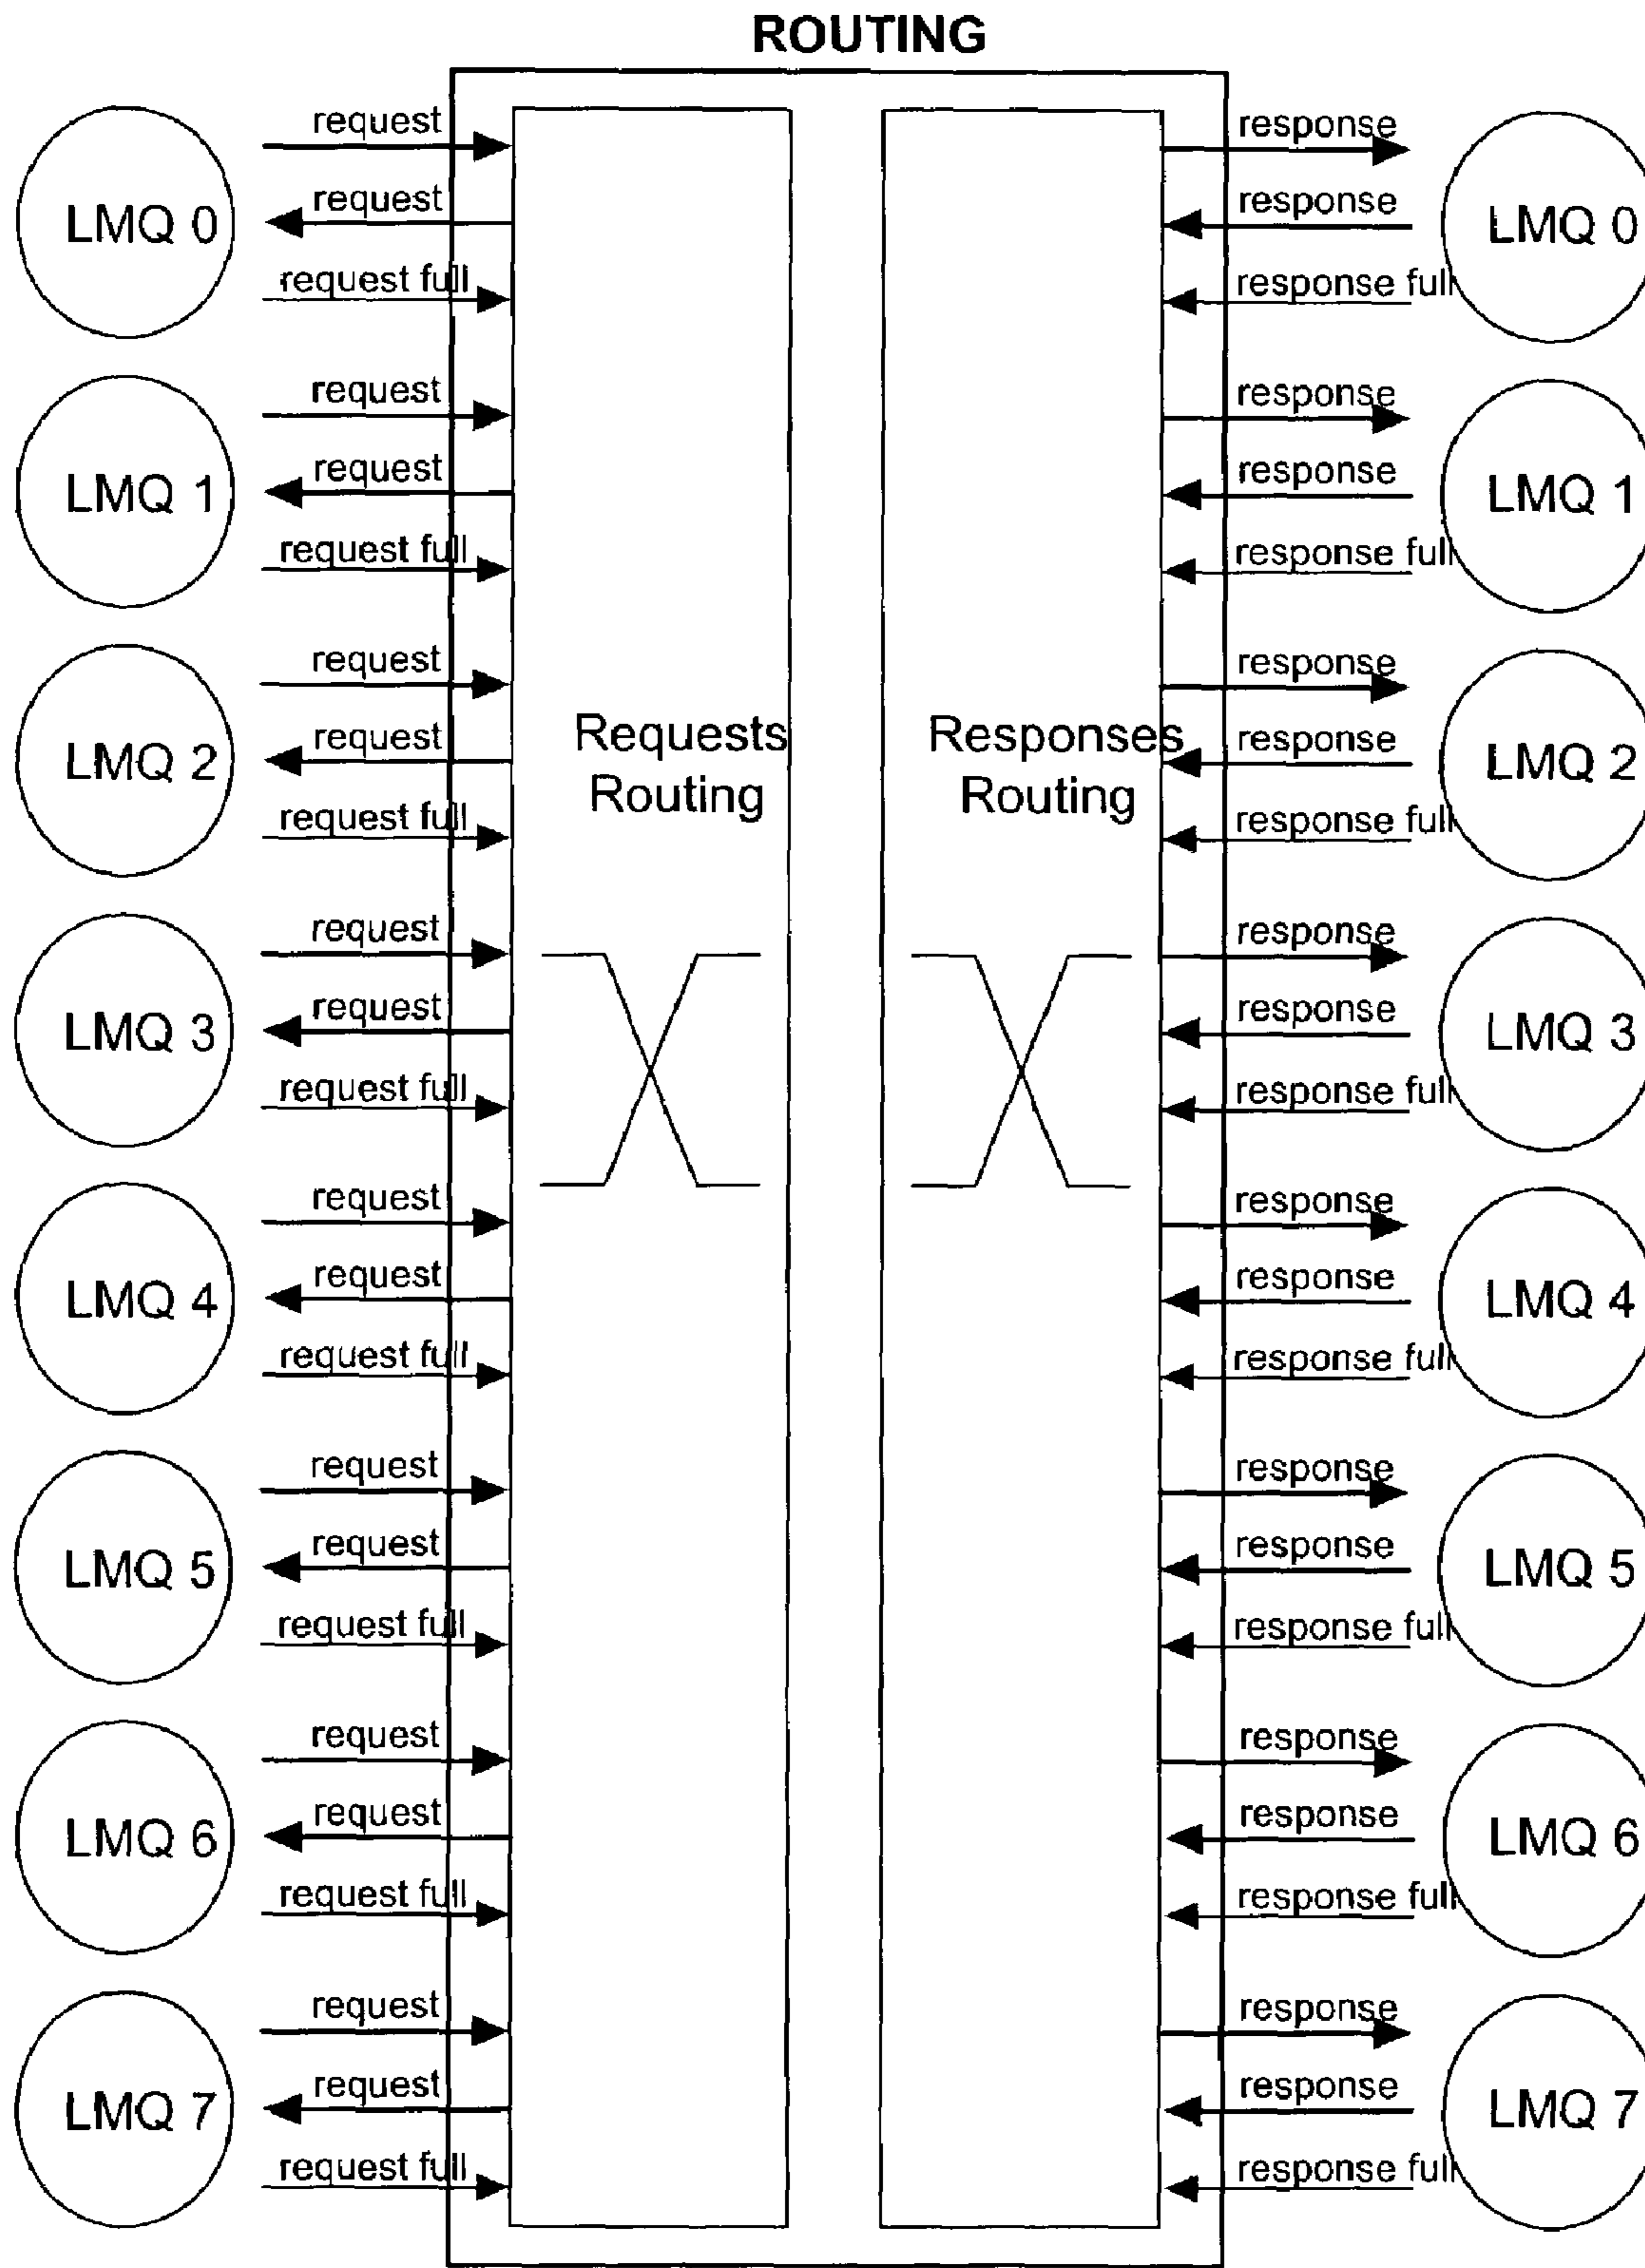 ROUTING
request response
LMQ 0 request response LMQ 0
request full response full
request response
LMQ 1 request response LMQ 1
request full response full
request response
Requests Responses
LMQ 2 request response LMQ 2
Routing Routing
request full response full
request response
LMQ 3 request response LMQ 3
request full response full
request response
LMQ 4 request response LMQ 4
request full response full
request response
LMQ 5 request response LMQ 5
request full response full
request response
LMQ 6 request response LMQ 6
request full response full
request response
LMQ 7 request response LMQ 7
request full response full